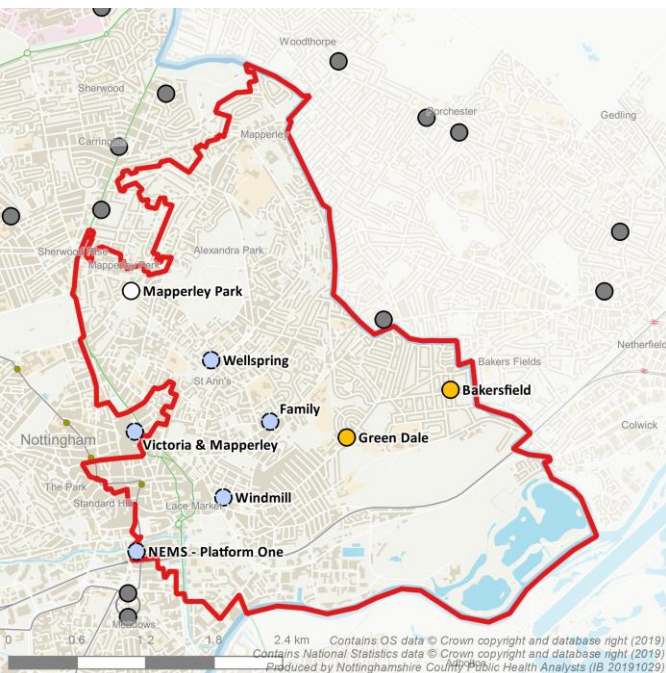 Woodthorpe
Sherwood
Porchester
Gedling
Mapperley
Carrington
Alexandra Park
Sherwood Rise
Mapperley Park
Mapperley Park
Netherfield
Wellspring
Bakers Fields
St Ann's
Bakersfield
Family
Colwick
Nottingham
Victoria & Mapperley
Green Dale
The Park
Standard Hill
Lace Market
Windmill
NEMS - Platform One
Meadows
0 0.6 1.2 1.8 2.4 km
Contains OS data © Crown copyright and database right (2019)
Contains National Statistics data © Crown copyright and database right (2019)
Produced by Nottinghamshire County Public Health Analysts (IB 20191029)